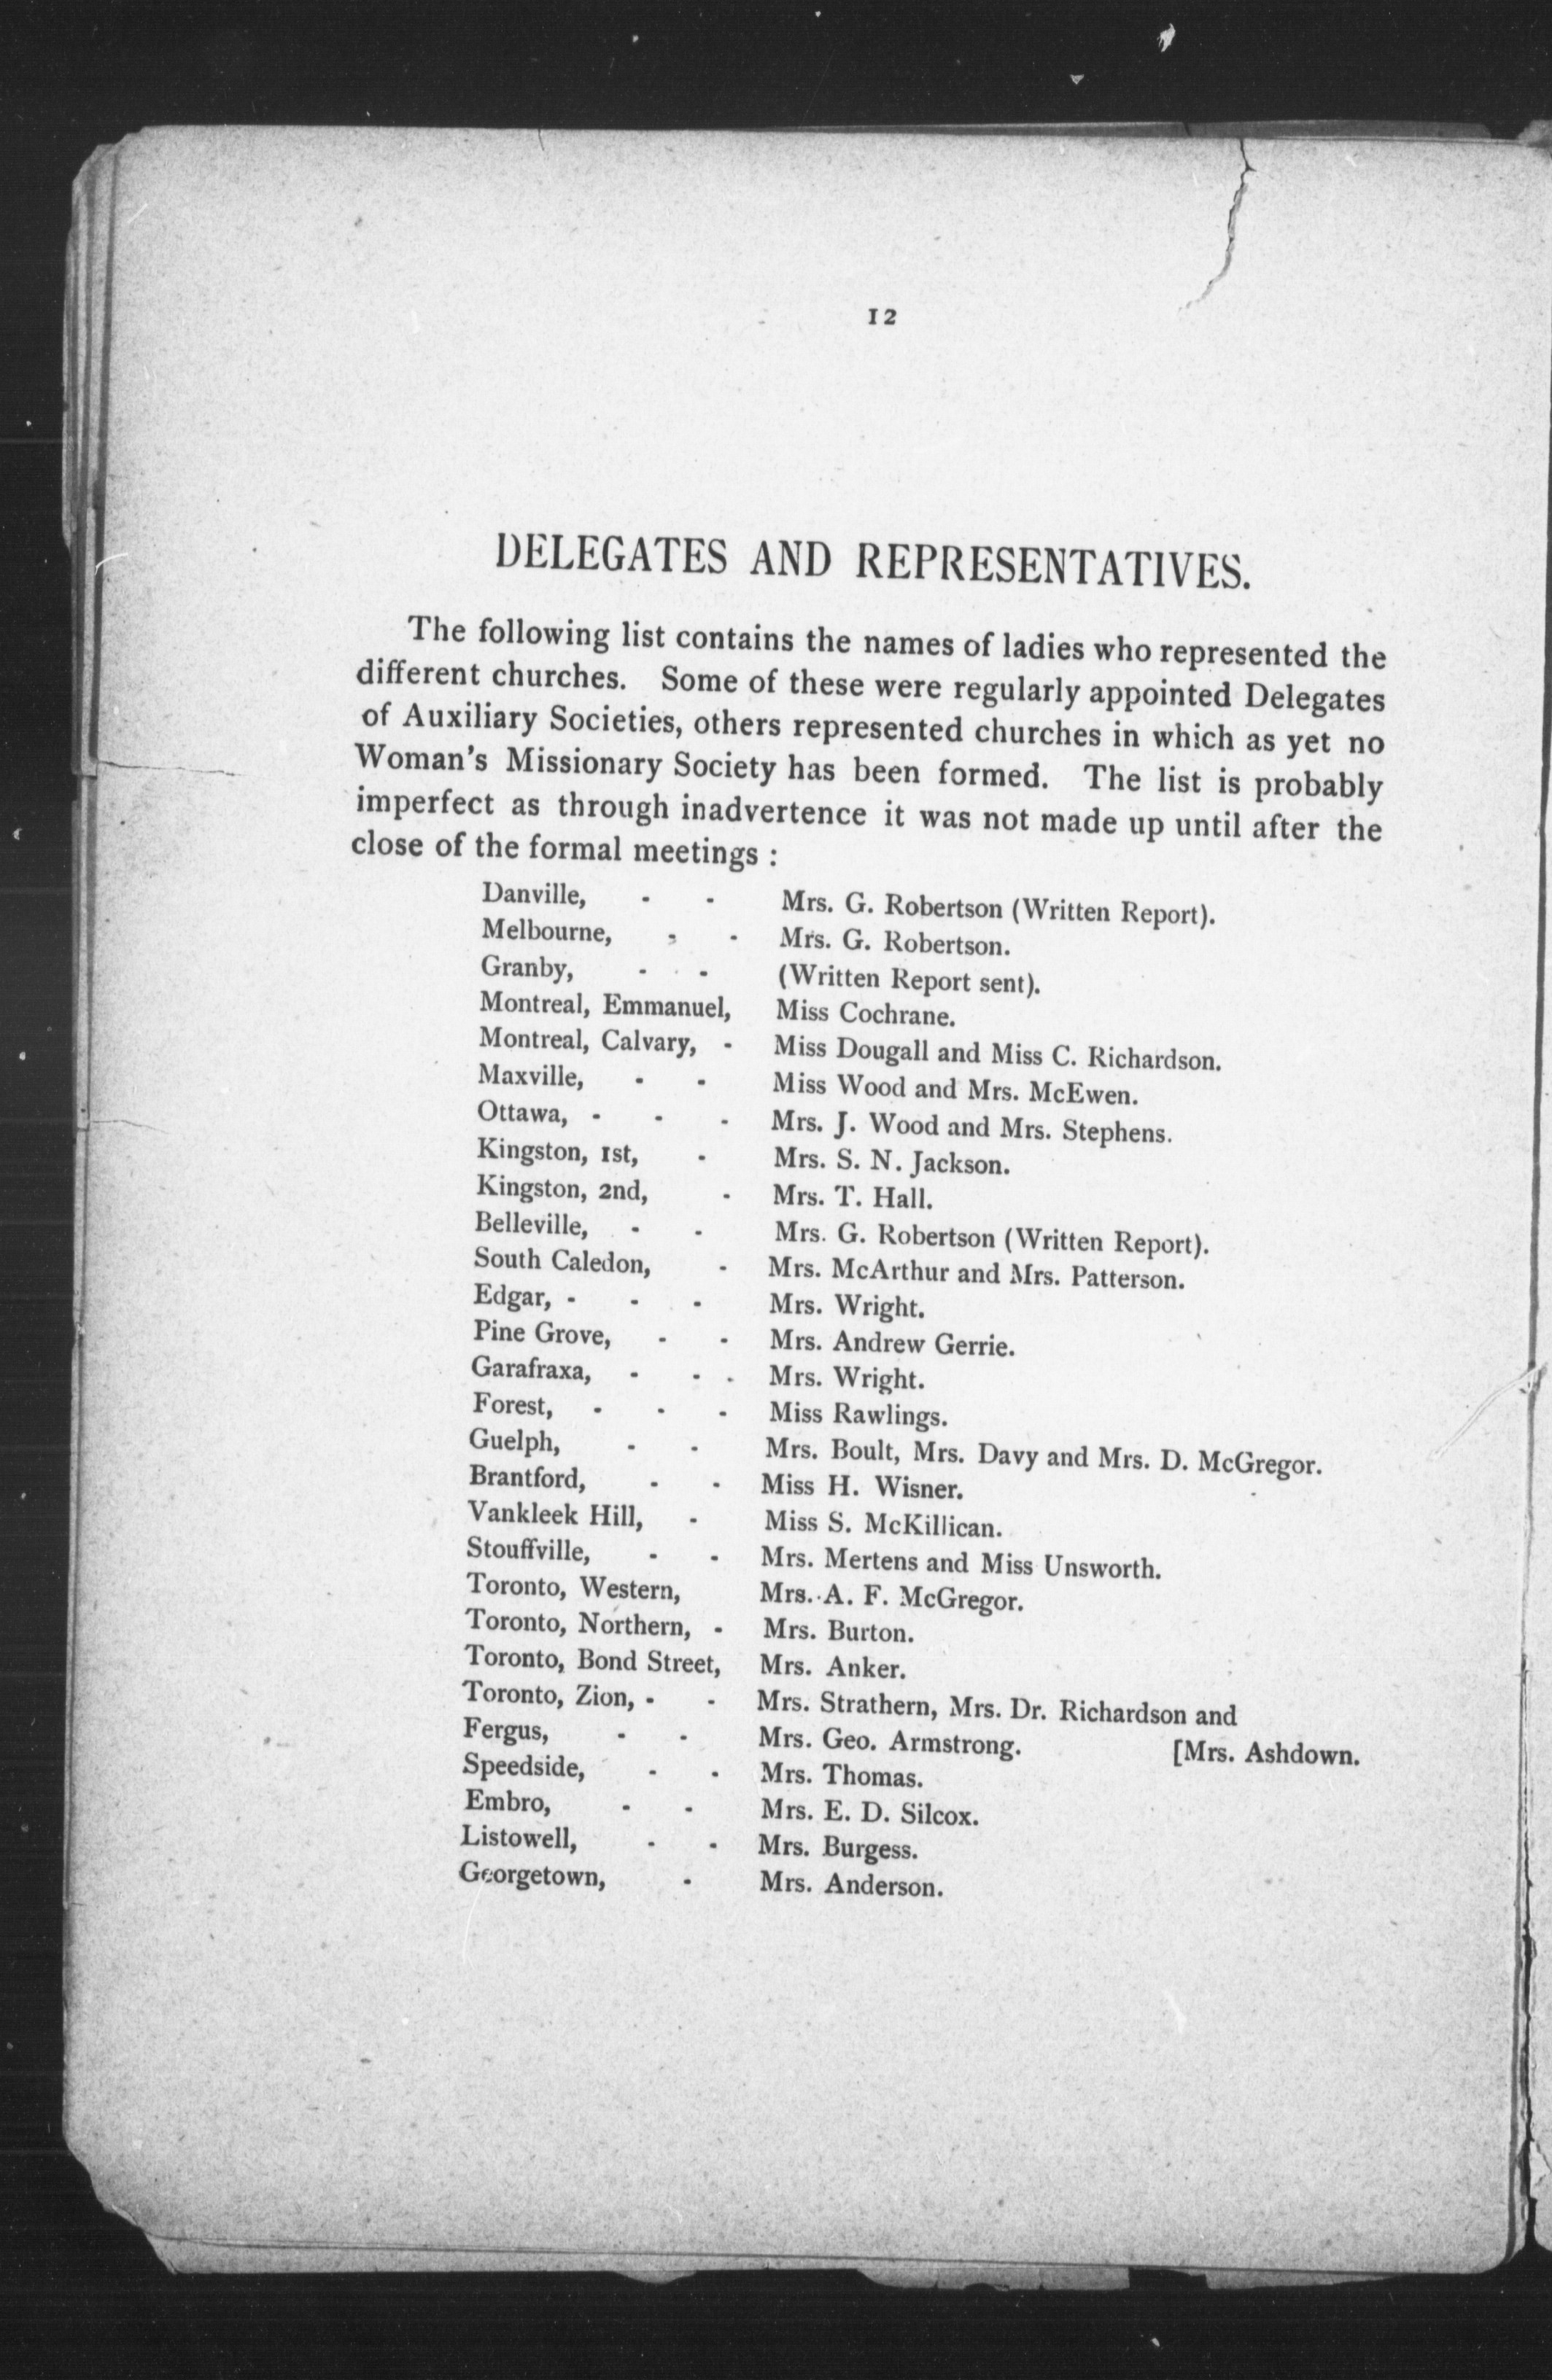 12
DELEGATES AND REPRESENTATIVES.
The following list contains the names of ladies who represented the
different churches. Some of these were regularly appointed Delegates
of Auxiliary Societies, others represented churches in which as yet no
Woman's Missionary Society has been formed. The list is probably
imperfect as through inadvertence it was not made up until after the
close of the formal meetings :
Danville, - - Mrs. G. Robertson (Written Report).
Melbourne, - - Mrs. G. Robertson.
Granby, - - (Written Report sent).
Montreal, Emmanuel, Miss Cochrane.
Montreal, Calvary, - Miss Dougall and Miss C. Richardson.
Maxville, - - Miss Wood and Mrs. McEwen.
Ottawa, - - - Mrs. J. Wood and Mrs. Stephens.
Kingston, 1st, - Mrs. S. N. Jackson.
Kingston, 2nd, - Mrs. T. Hall.
Belleville, - - Mrs. G. Robertson (Written Report).
South Caledon, - Mrs. McArthur and Mrs. Patterson.
Edgar, - - - Mrs. Wright.
Pine Grove, - - Mrs. Andrew Gerrie.
Garafraxa, - - - Mrs. Wright.
Forest, - - - Miss Rawlings.
Guelph, - - Mrs. Boult, Mrs. Davy and Mrs. D. McGregor.
Brantford, - - Miss H. Wisner.
Vankleek Hill, - Miss S. McKillican.
Stouffville, - - Mrs. Mertens and Miss Unsworth.
Toronto, Western, Mrs. A. F. McGregor.
Toronto, Northern, - Mrs. Burton.
Toronto, Bond Street, Mrs. Anker.
Toronto, Zion, - - Mrs. Strathern, Mrs. Dr. Richardson and
Fergus, - - Mrs. Geo. Armstrong. [Mrs. Ashdown.
Speedside, - - Mrs. Thomas.
Embro, - - Mrs. E. D. Silcox.
Listowell, - - Mrs. Burgess.
Georgetown, - Mrs. Anderson.